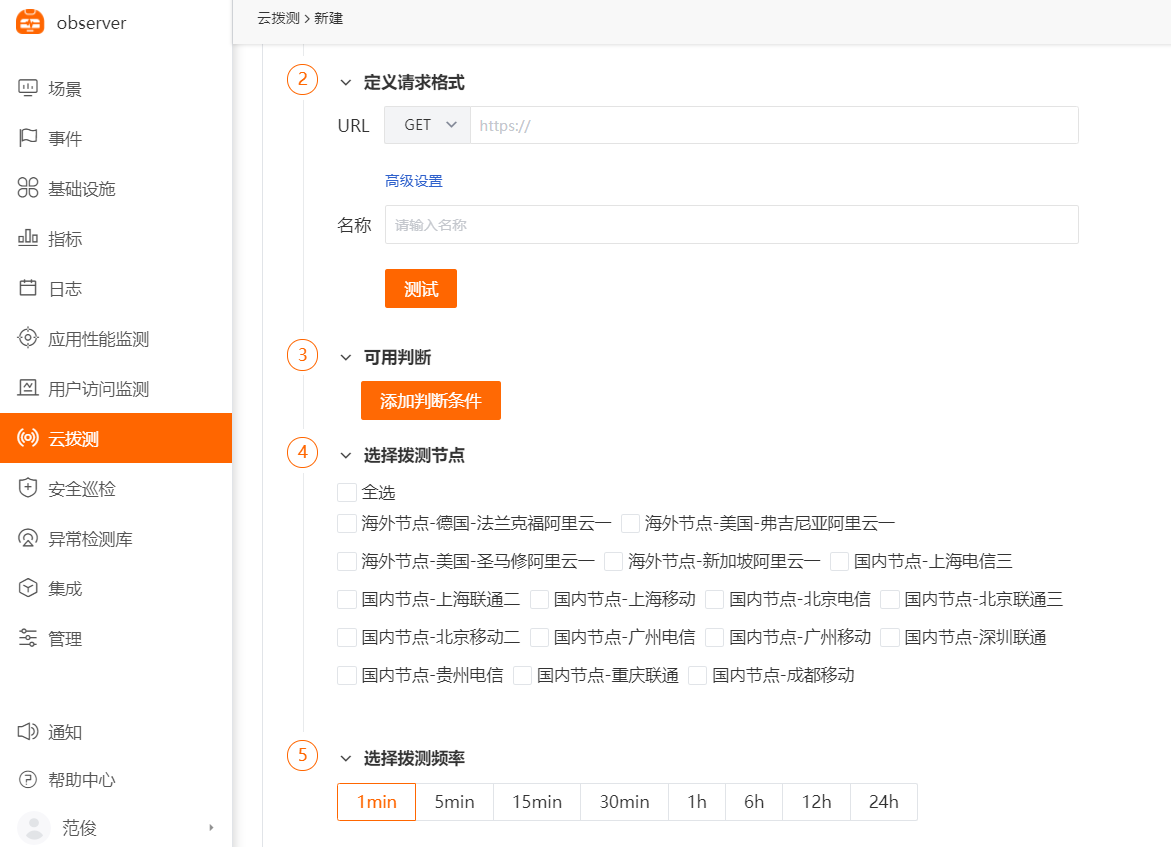 observer
云拨测 > 新建
场景
事件
基础设施
指标
日志
应用性能监测
用户访问监测
云拨测
安全巡检
异常检测库
集成
管理
通知
帮助中心
范俊
2 定义请求格式
URL GET https://
高级设置
名称 请输入名称
测试
3 可用判断
添加判断条件
4 选择拨测节点
全选
海外节点-德国-法兰克福阿里云一 海外节点-美国-弗吉尼亚阿里云一
海外节点-美国-圣马修阿里云一 海外节点-新加坡阿里云一 国内节点-上海电信三
国内节点-上海联通二 国内节点-上海移动 国内节点-北京电信 国内节点-北京联通三
国内节点-北京移动二 国内节点-广州电信 国内节点-广州移动 国内节点-深圳联通
国内节点-贵州电信 国内节点-重庆联通 国内节点-成都移动
5 选择拨测频率
1min 5min 15min 30min 1h 6h 12h 24h